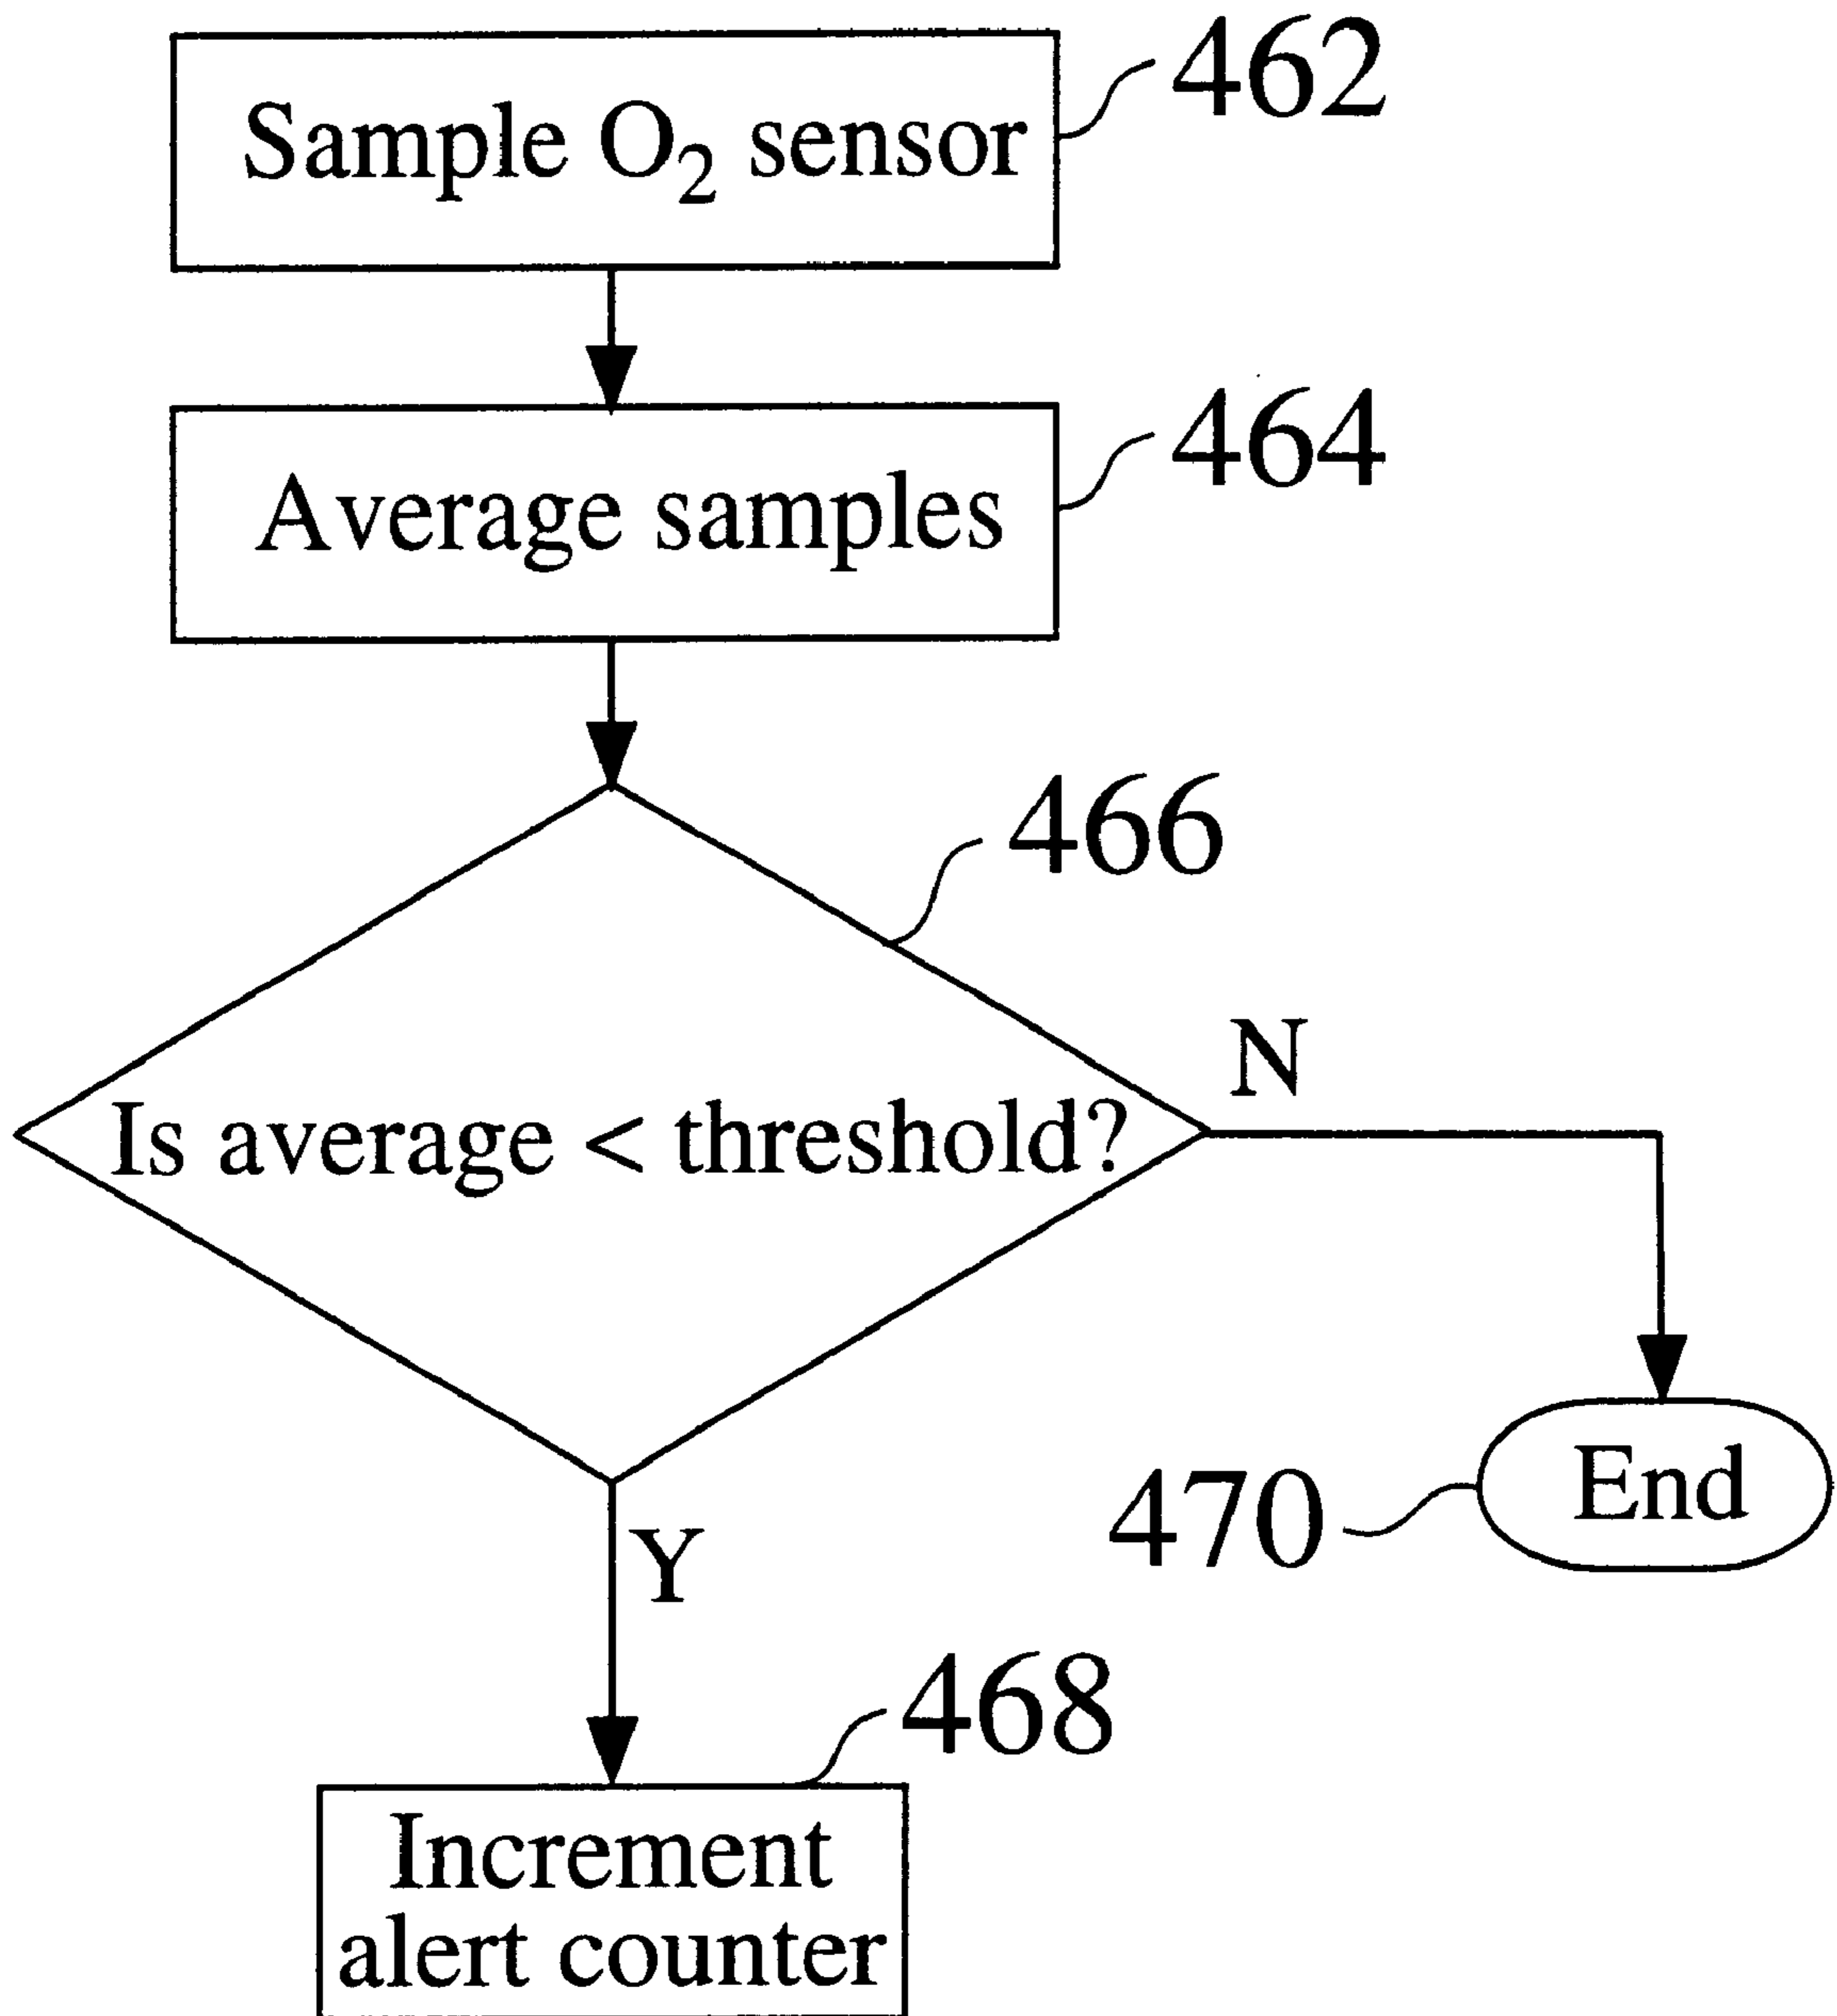 Sample O₂ sensor
462
Average samples
464
466
Is average < threshold?
N
End
470
Y
468
Increment
alert counter